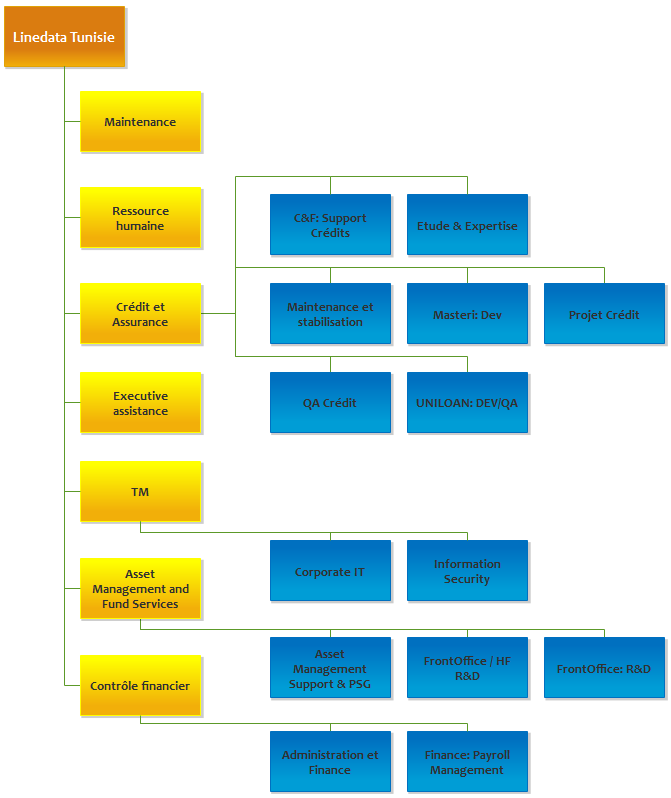 Linedata Tunisie
Maintenance
Ressource
humaine
C&F: Support
Crédits
Etude & Expertise
Crédit et
Assurance
Maintenance et
stabilisation
Masteri: Dev
Projet Crédit
Executive
assistance
QA Crédit
UNILOAN: DEV/QA
TM
Corporate IT
Information
Security
Asset
Management and
Fund Services
Asset
Management
Support & PSG
FrontOffice / HF
R&D
FrontOffice: R&D
Contrôle financier
Administration et
Finance
Finance: Payroll
Management